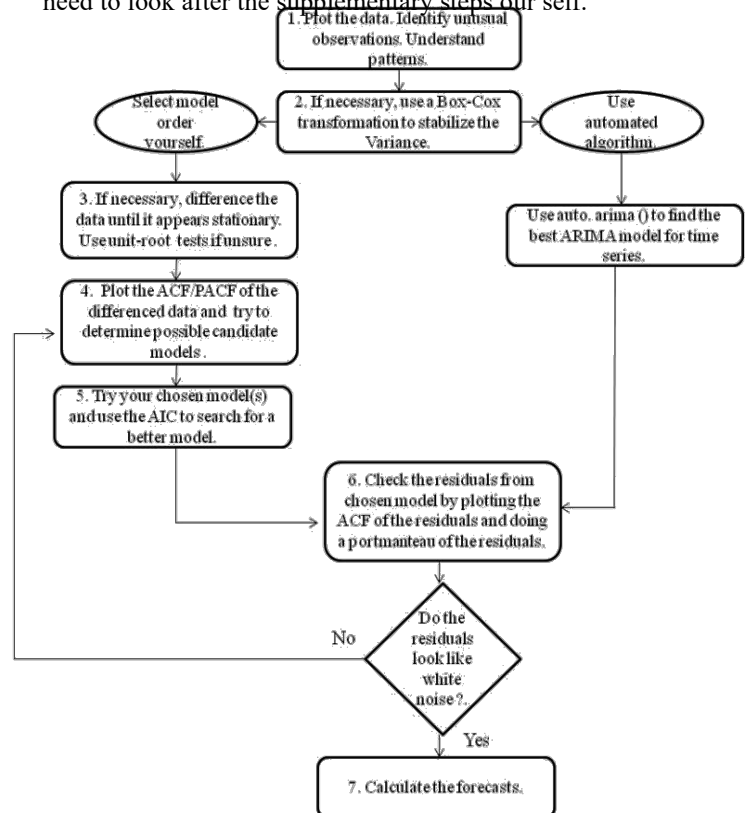 need to look after the supplementary steps our self.
1. Plot the data. Identify unusual
observations. Understand
patterns.
Select model
order
yourself.
2. If necessary, use a Box-Cox
transformation to stabilize the
Variance.
Use
automated
algorithm.
3. If necessary, difference the
data until it appears stationary.
Use unit-root tests if unsure.
Use auto. arima () to find the
best ARIMA model for time
series.
4. Plot the ACF/PACF of the
differenced data and try to
determine possible candidate
models.
5. Try your chosen model(s)
and use the AIC to search for a
better model.
6. Check the residuals from
chosen model by plotting the
ACF of the residuals and doing
a portmanteau of the residuals.
Do the
residuals
look like
white
noise?.
No
Yes
7. Calculate the forecasts.